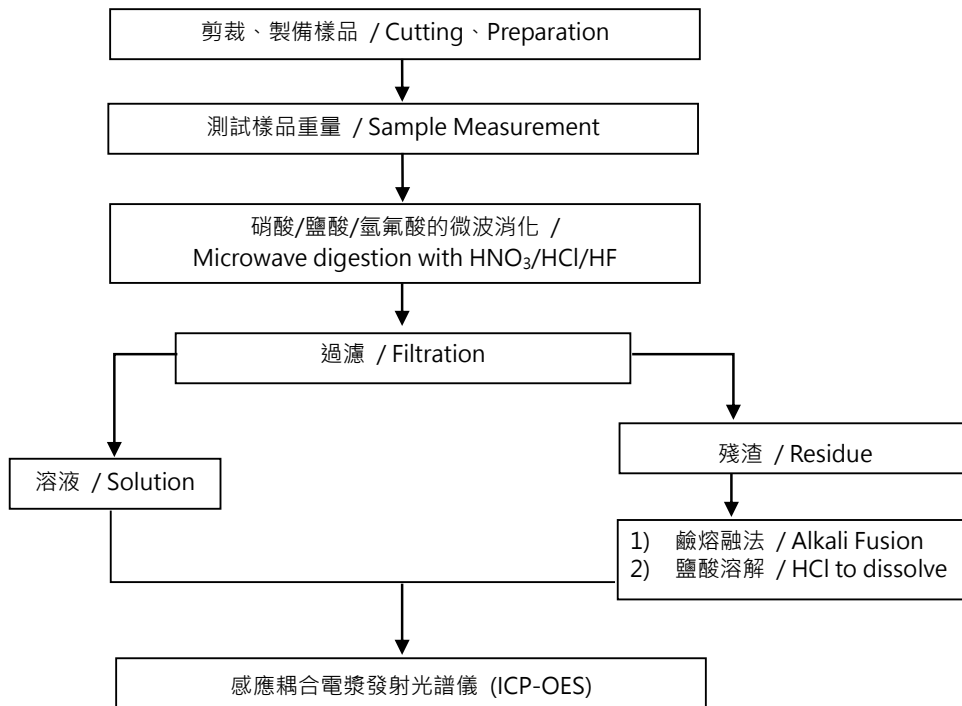 剪裁、製備樣品 / Cutting、Preparation
測試樣品重量 / Sample Measurement
硝酸/鹽酸/氫氟酸的微波消化 /
Microwave digestion with HNO₃/HCl/HF
過濾 / Filtration
溶液 / Solution
殘渣 / Residue
1) 鹼熔融法 / Alkali Fusion
2) 鹽酸溶解 / HCl to dissolve
感應耦合電漿發射光譜儀 (ICP-OES)